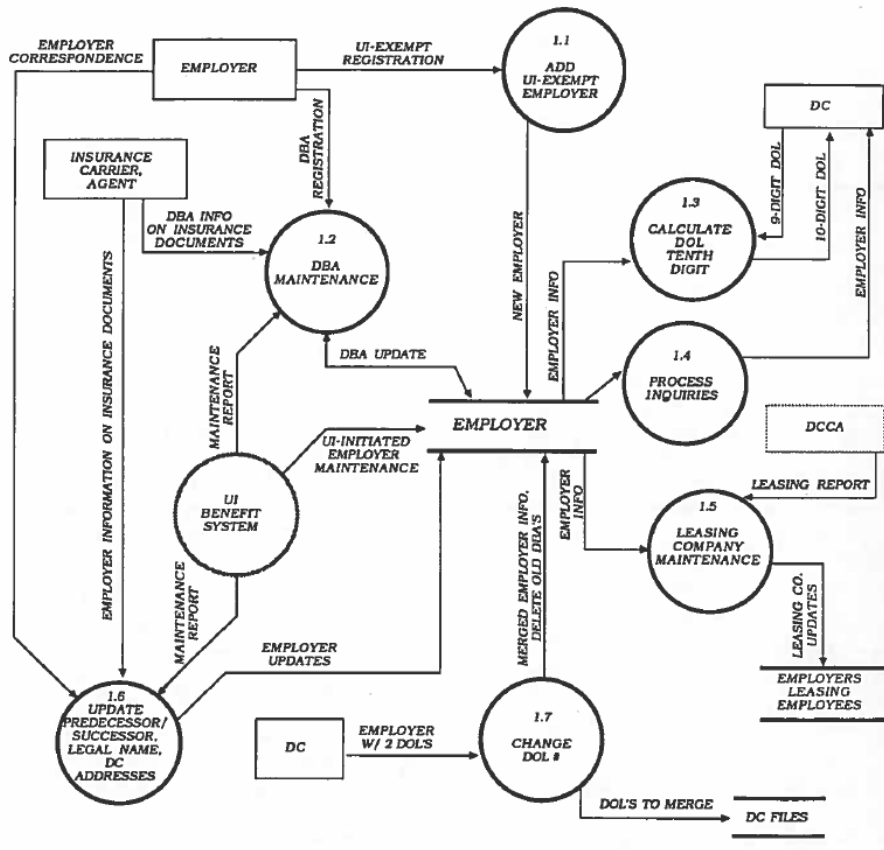 EMPLOYER
CORRESPONDENCE
EMPLOYER
UI-EXEMPT
REGISTRATION
1.1
ADD
UI-EXEMPT
EMPLOYER
DC
INSURANCE
CARRIER,
AGENT
DBA
REGISTRATION
9-DIGIT DOL
10-DIGIT DOL
EMPLOYER INFO
DBA INFO
ON INSURANCE
DOCUMENTS
1.2
DBA
MAINTENANCE
1.3
CALCULATE
DOL
TENTH
DIGIT
NEW EMPLOYER
EMPLOYER INFO
EMPLOYER INFORMATION ON INSURANCE DOCUMENTS
MAINTENANCE
REPORT
DBA UPDATE
1.4
PROCESS
INQUIRIES
EMPLOYER
DCCA
UI-INITIATED
EMPLOYER
MAINTENANCE
UI
BENEFIT
SYSTEM
MERGED EMPLOYER INFO,
DELETE OLD DBA'S
EMPLOYER
INFO
LEASING REPORT
1.5
LEASING
COMPANY
MAINTENANCE
MAINTENANCE
REPORT
LEASING CO.
UPDATES
EMPLOYER
UPDATES
EMPLOYERS
LEASING
EMPLOYEES
1.6
UPDATE
PREDECESSOR/
SUCCESSOR,
LEGAL NAME,
DC
ADDRESSES
DC
EMPLOYER
W/ 2 DOL'S
1.7
CHANGE
DOL #
DOL'S TO MERGE
DC FILES